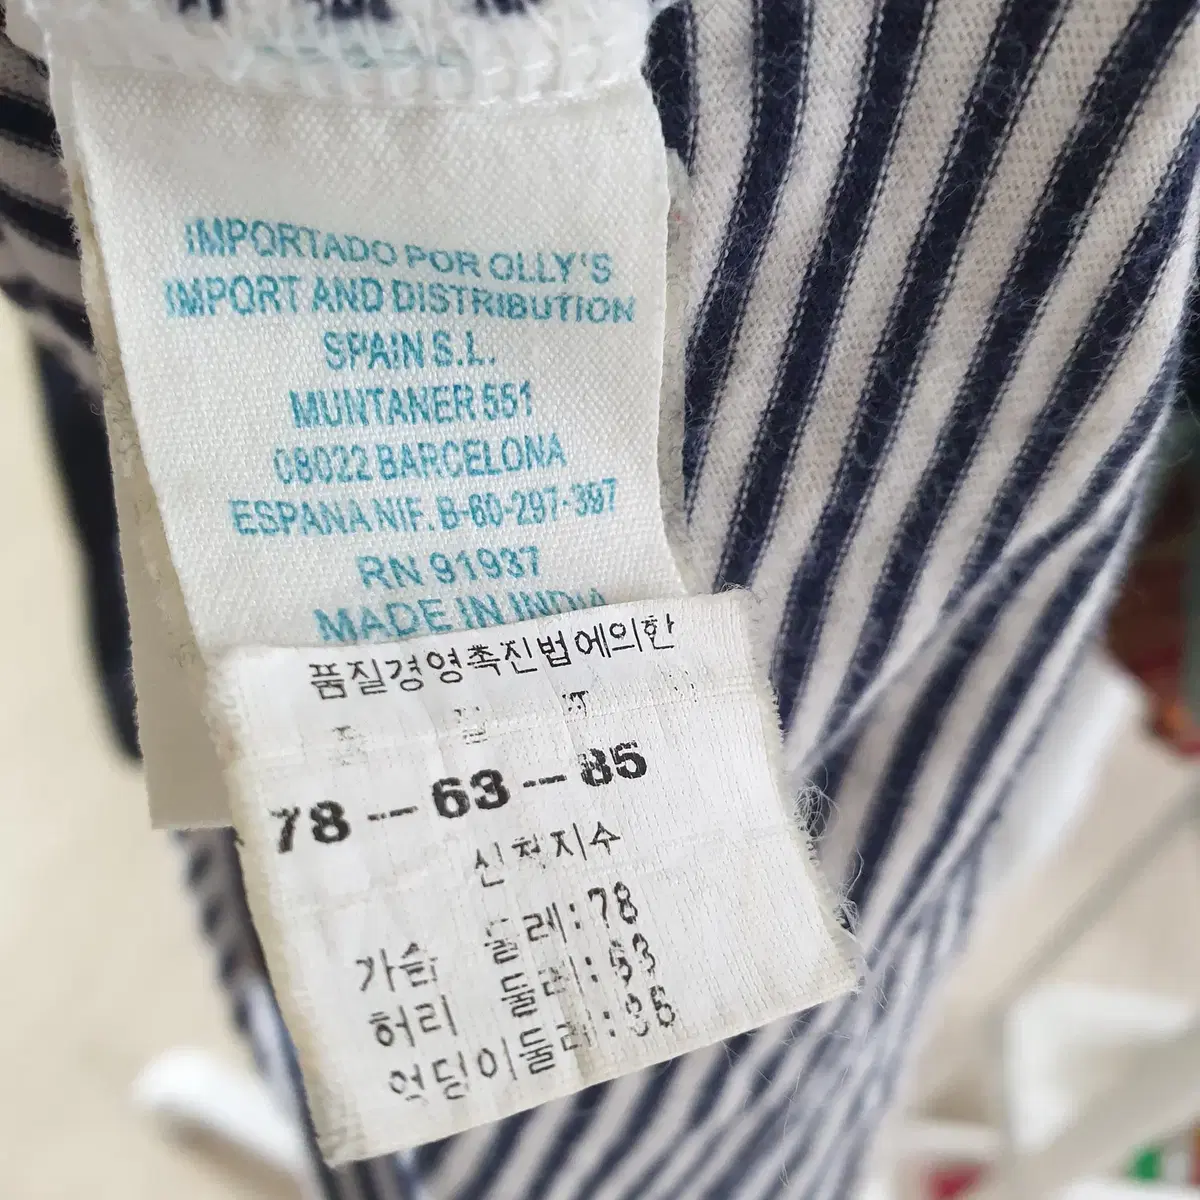 IMPORTADO POR OLLY'S
IMPORT AND DISTRIBUTION
SPAIN S.L.
MUNTANER 551
08022 BARCELONA
ESPANA NIF. B-60-297-397
RN 91937
MADE IN INDIA
품질경영촉진법에의한
78-63-85
신체지수
가슴 둘레:78
허리 둘레:63
엉덩이둘레:85